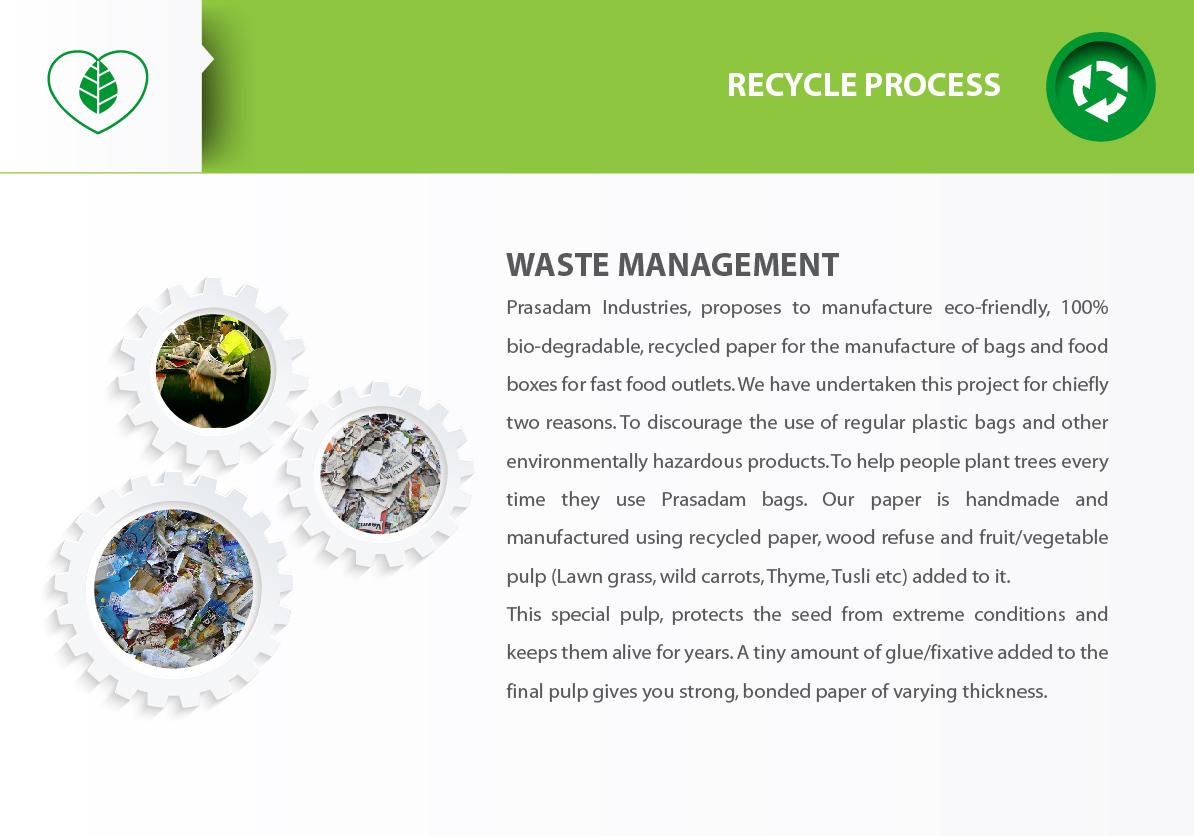 RECYCLE PROCESS
WASTE MANAGEMENT
Prasadam Industries, proposes to manufacture eco-friendly, 100%
bio-degradable, recycled paper for the manufacture of bags and food
boxes for fast food outlets. We have undertaken this project for chiefly
two reasons. To discourage the use of regular plastic bags and other
environmentally hazardous products. To help people plant trees every
time they use Prasadam bags. Our paper is handmade and
manufactured using recycled paper, wood refuse and fruit/vegetable
pulp (Lawn grass, wild carrots, Thyme, Tusli etc) added to it.
This special pulp, protects the seed from extreme conditions and
keeps them alive for years. A tiny amount of glue/fixative added to the
final pulp gives you strong, bonded paper of varying thickness.